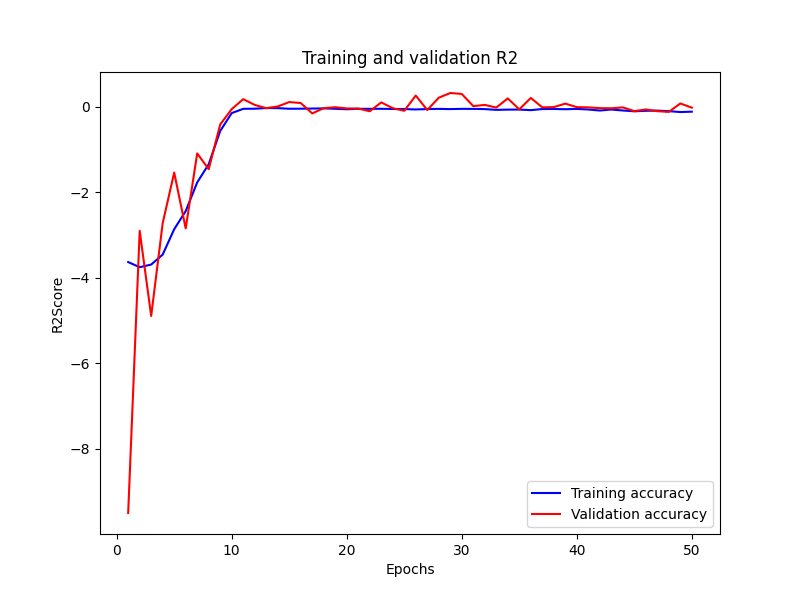 Training and validation R2
R2Score
0
−2
−4
−6
−8
0 10 20 30 40 50
Epochs
Training accuracy
Validation accuracy